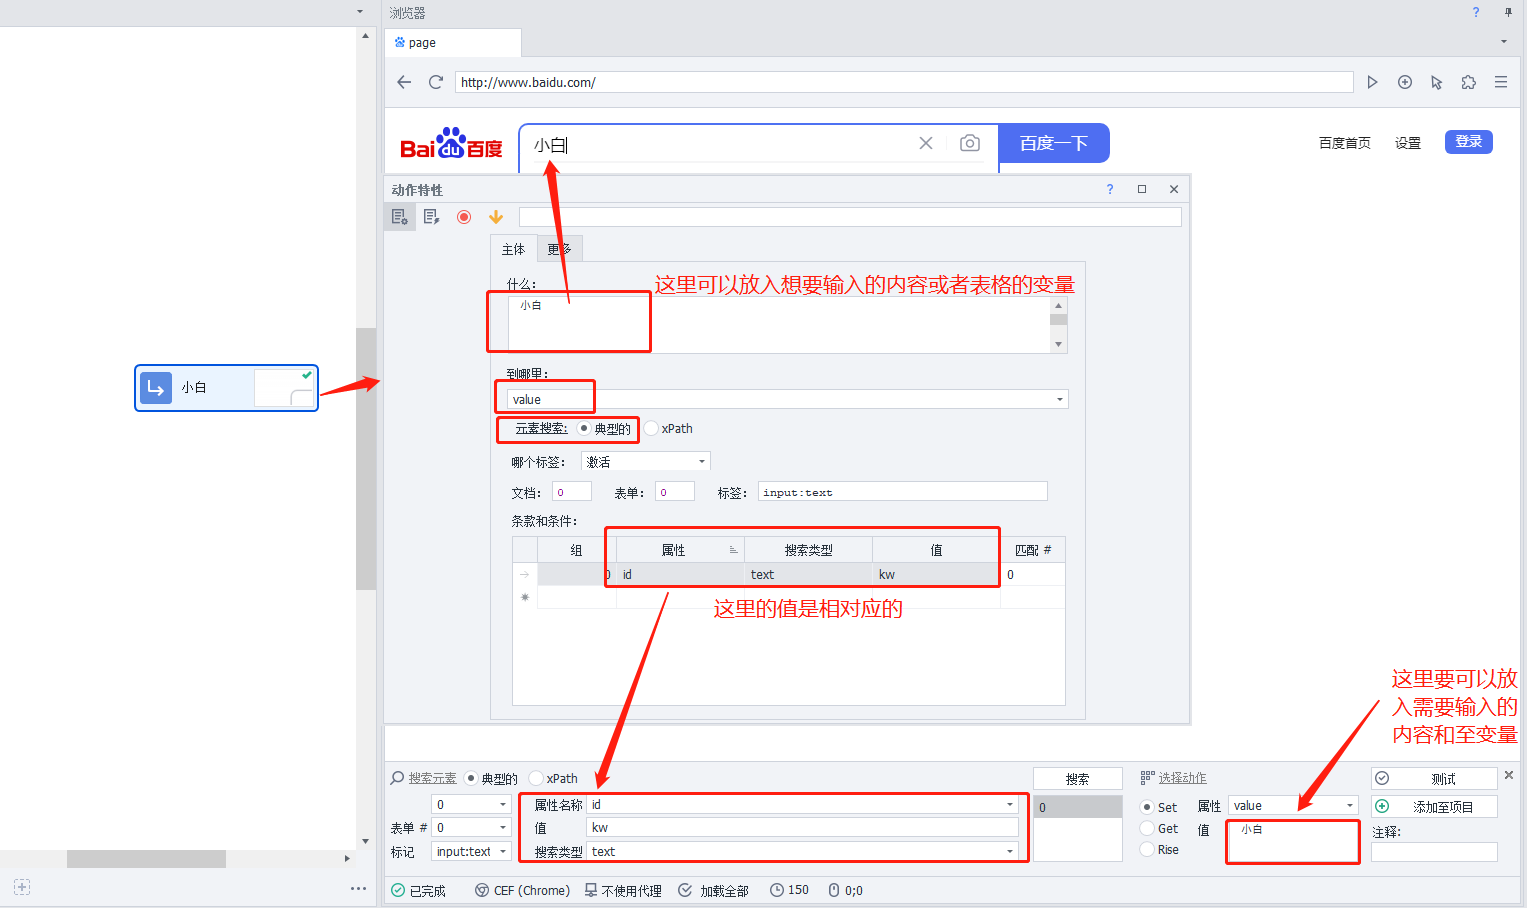 浏览器
page
http://www.baidu.com/
Bai du 百度
小白
百度一下
百度首页
设置
登录
动作特性
主体
更多
什么:
这里可以放入想要输入的内容或者表格的变量
小白
小白
到哪里:
value
元素搜索:
典型的
xPath
哪个标签:
激活
文档: 0
表单: 0
标签: input:text
条款和条件:
组 属性 搜索类型 值 匹配 #
0 id text kw 0
这里的值是相对应的
这里要可以放
入需要输入的
内容和至变量
搜索元素
典型的
xPath
搜索
选择动作
测试
0
属性名称 id
0
Set
属性 value
添加至项目
表单 # 0
值 kw
Get
值 小白
注释:
标记 input:text
搜索类型 text
Rise
已完成
CEF (Chrome)
不使用代理
加载全部
150
0;0